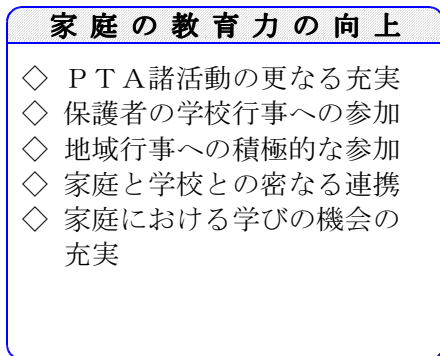 家庭の教育力の向上
◇ ＰＴＡ諸活動の更なる充実
◇ 保護者の学校行事への参加
◇ 地域行事への積極的な参加
◇ 家庭と学校との密なる連携
◇ 家庭における学びの機会の
充実